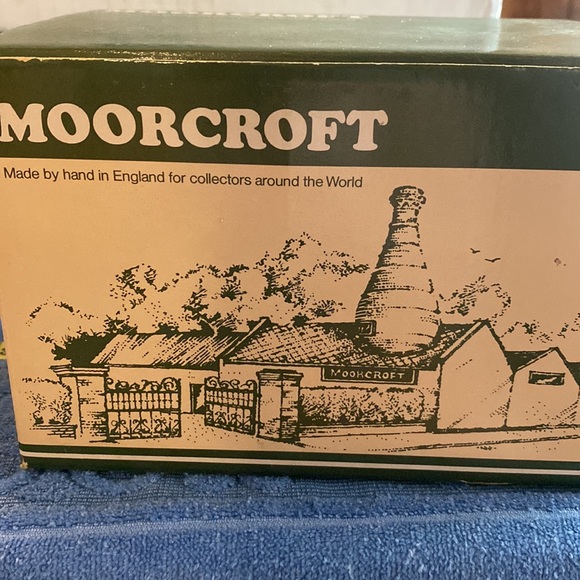 MOORCROFT
Made by hand in England for collectors around the World
MOORCROFT